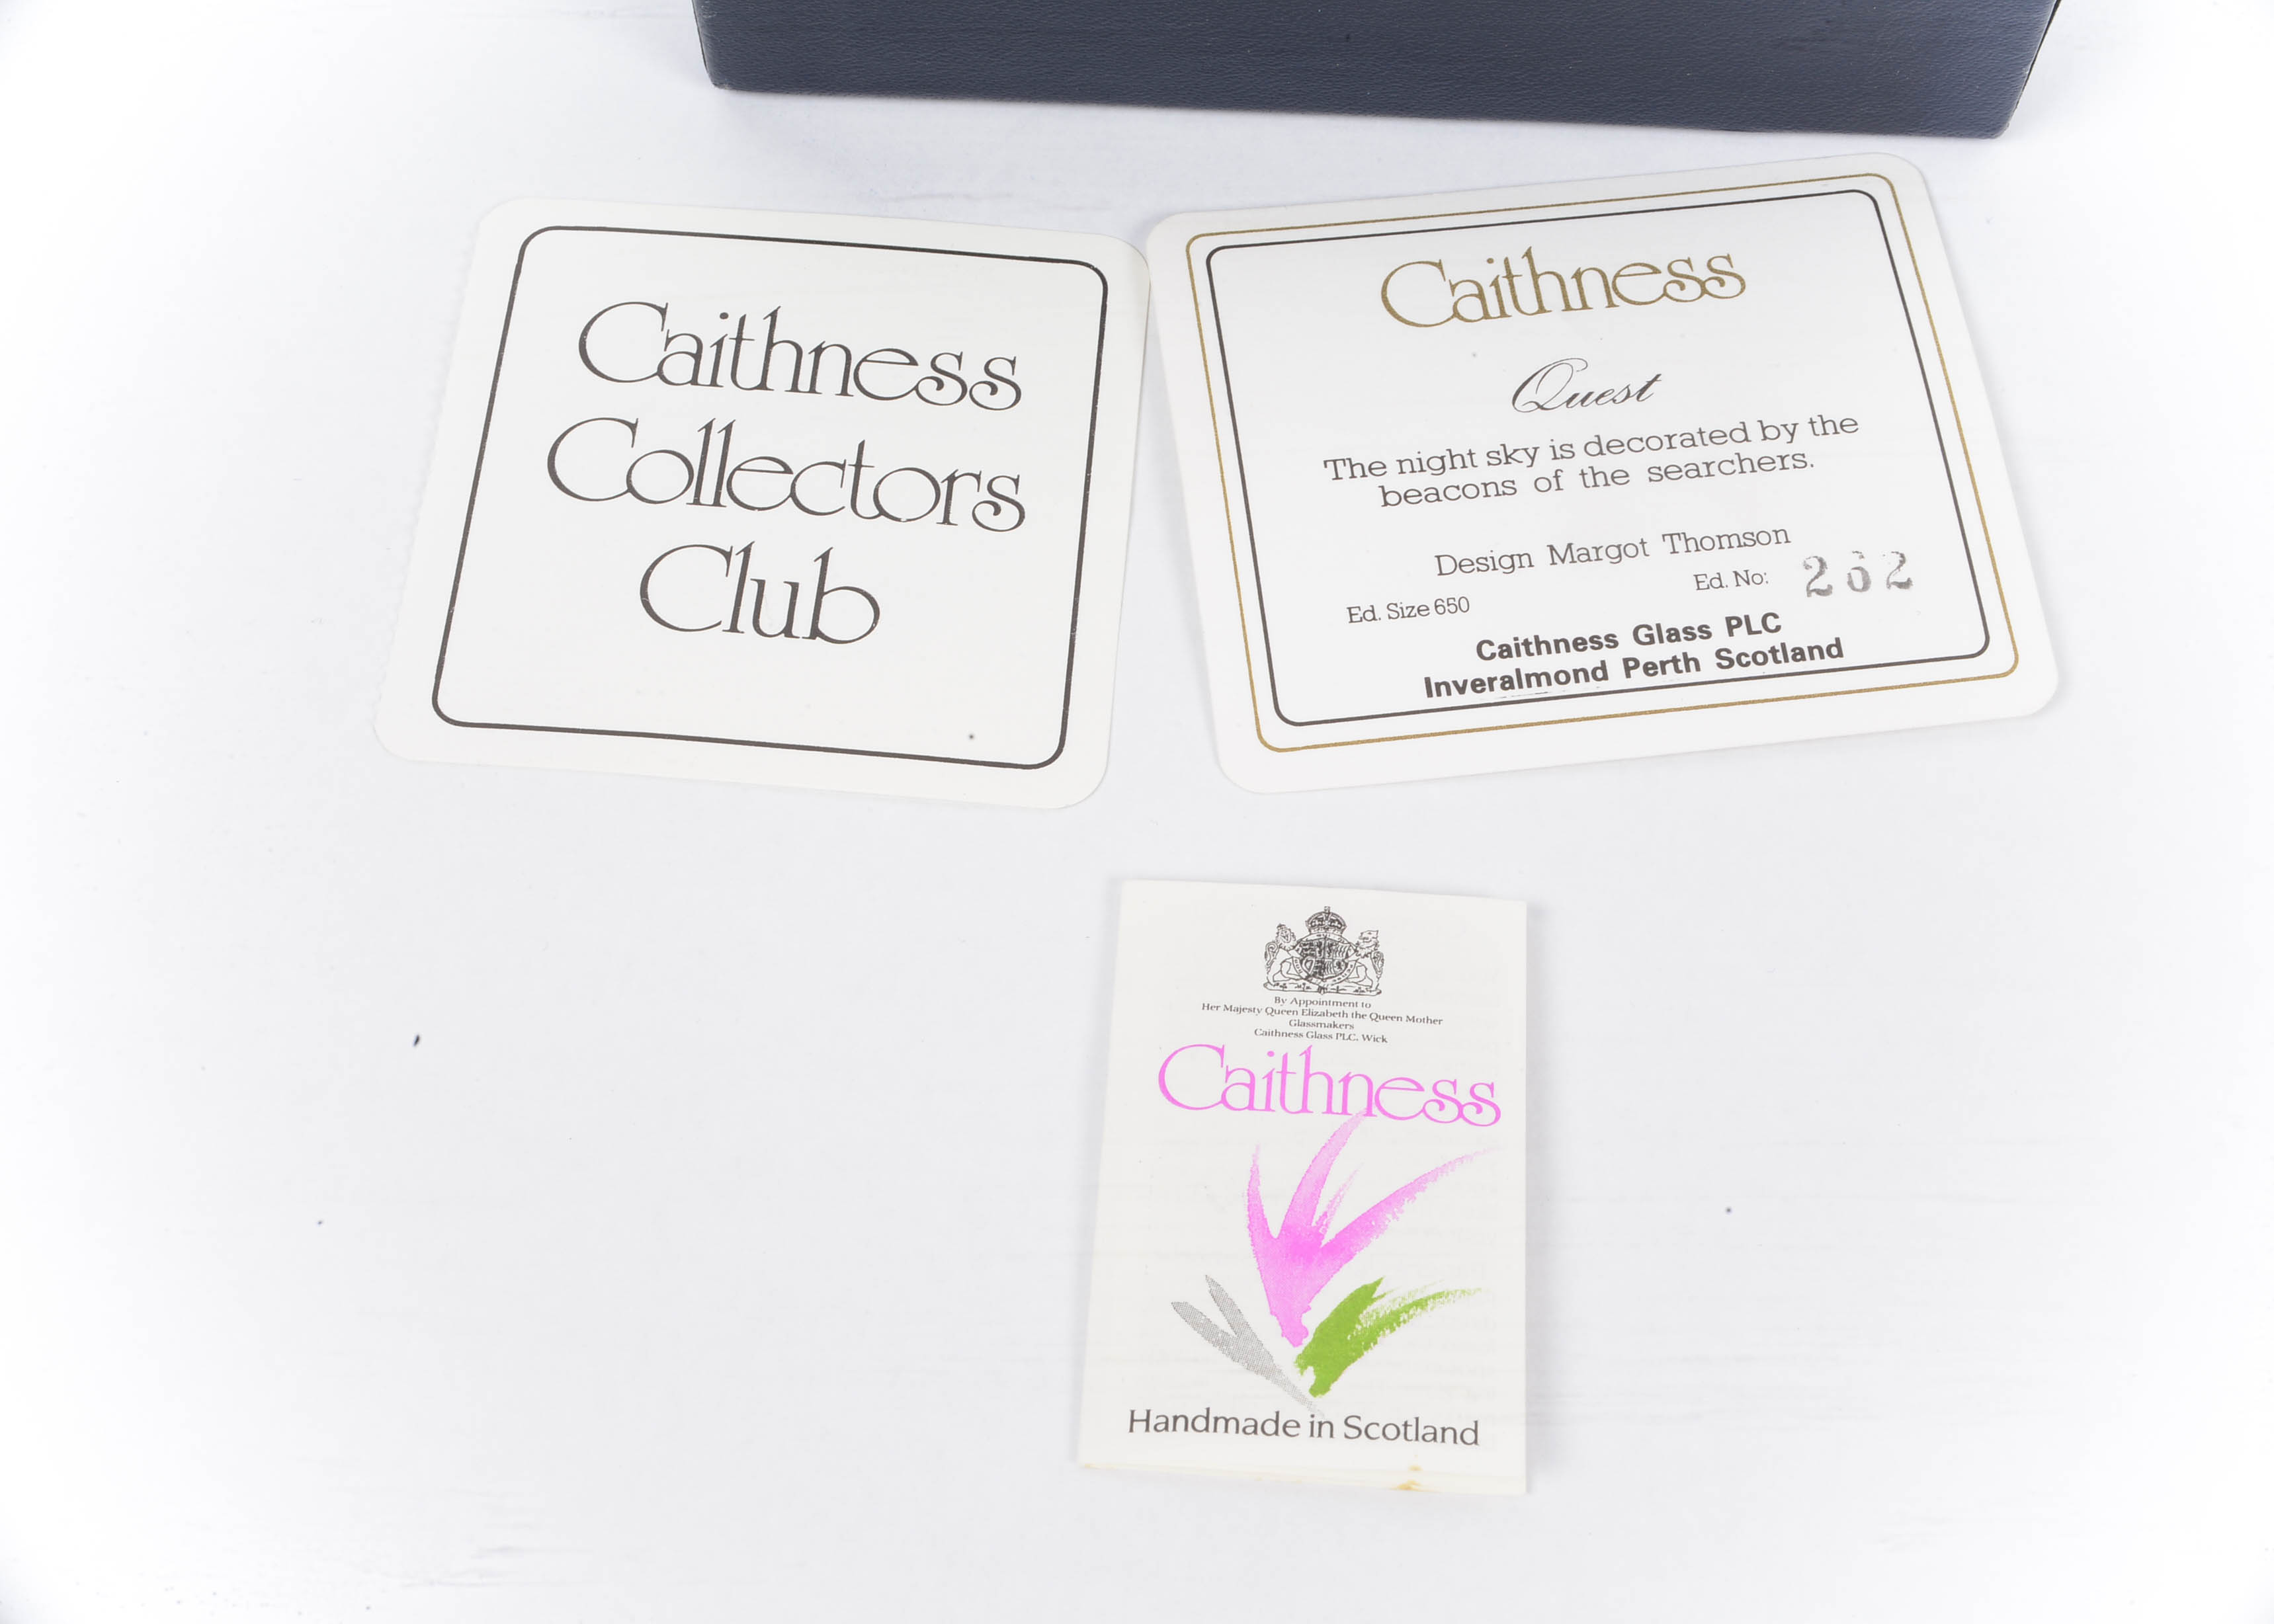 Caithness
Collectors
Club
Caithness
Quest
The night sky is decorated by the
beacons of the searchers.
Design Margot Thomson
Ed. Size 650
Ed. No:
Caithness Glass PLC
Inveralmond Perth Scotland
By Appointment to
Her Majesty Queen Elizabeth the Queen Mother
Glassmakers
Caithness Glass PLC. Wick
Caithness
Handmade in Scotland